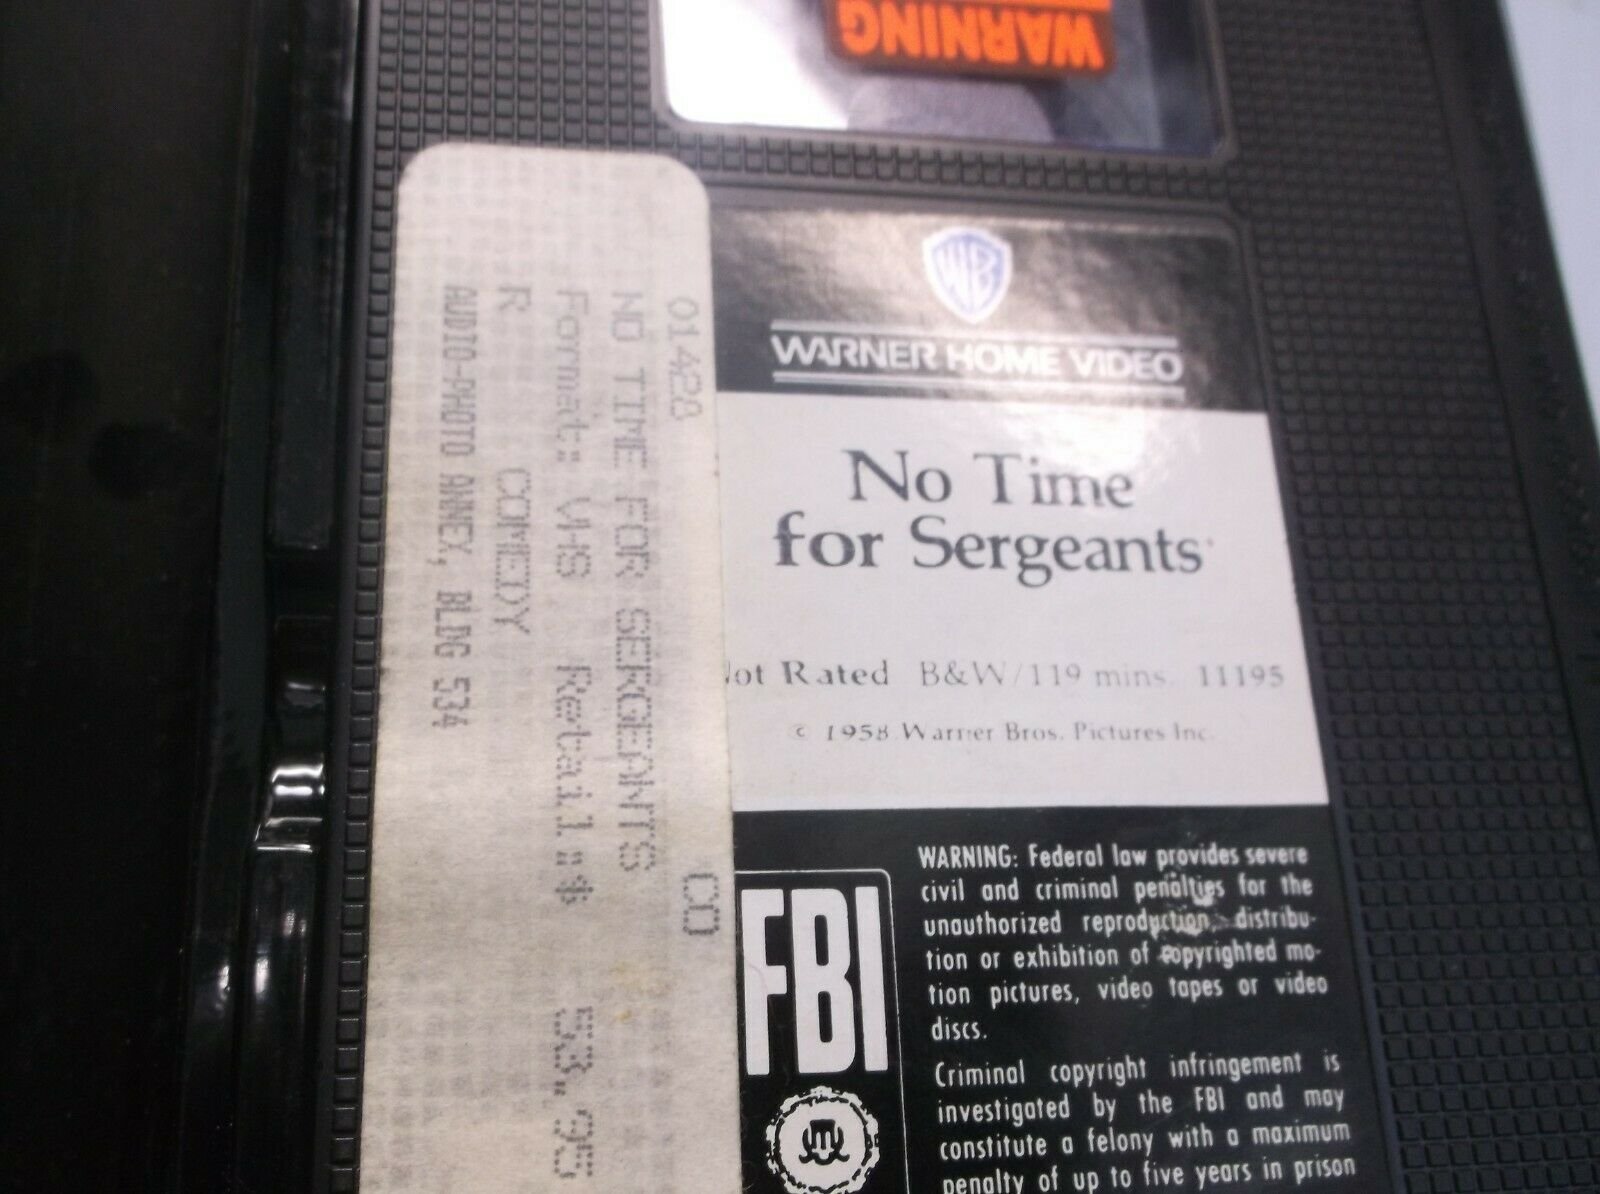 WARNING
01428 CO
NO TIME FOR SERGEANTS
Format: VHS Retail:$ 53.95
R COMEDY
AUDIO-PHOTO ANNEX, BLDG 534
WB
WARNER HOME VIDEO
No Time
for Sergeants
Not Rated B&W/119 mins. 11195
© 1958 Warner Bros. Pictures Inc.
FBI
WARNING: Federal law provides severe
civil and criminal penalties for the
unauthorized reproduction, distribu-
tion or exhibition of copyrighted mo-
tion pictures, video tapes or video
discs.
Criminal copyright infringement is
investigated by the FBI and may
constitute a felony with a maximum
penalty of up to five years in prison